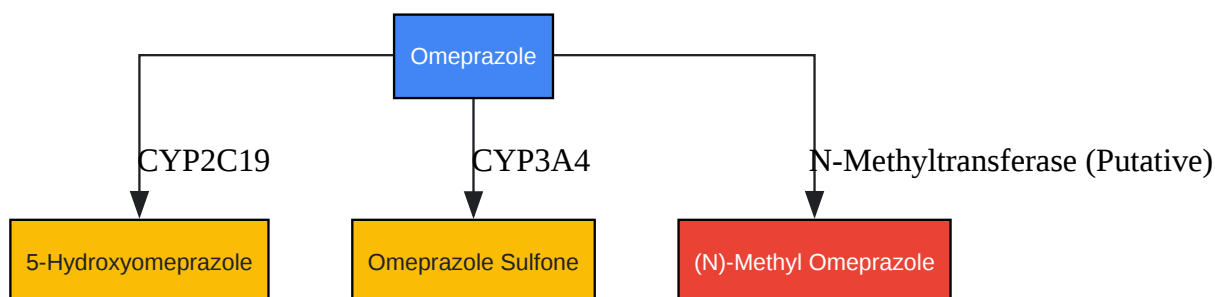 Omeprazole
CYP2C19
CYP3A4
N-Methyltransferase (Putative)
5-Hydroxyomeprazole
Omeprazole Sulfone
(N)-Methyl Omeprazole